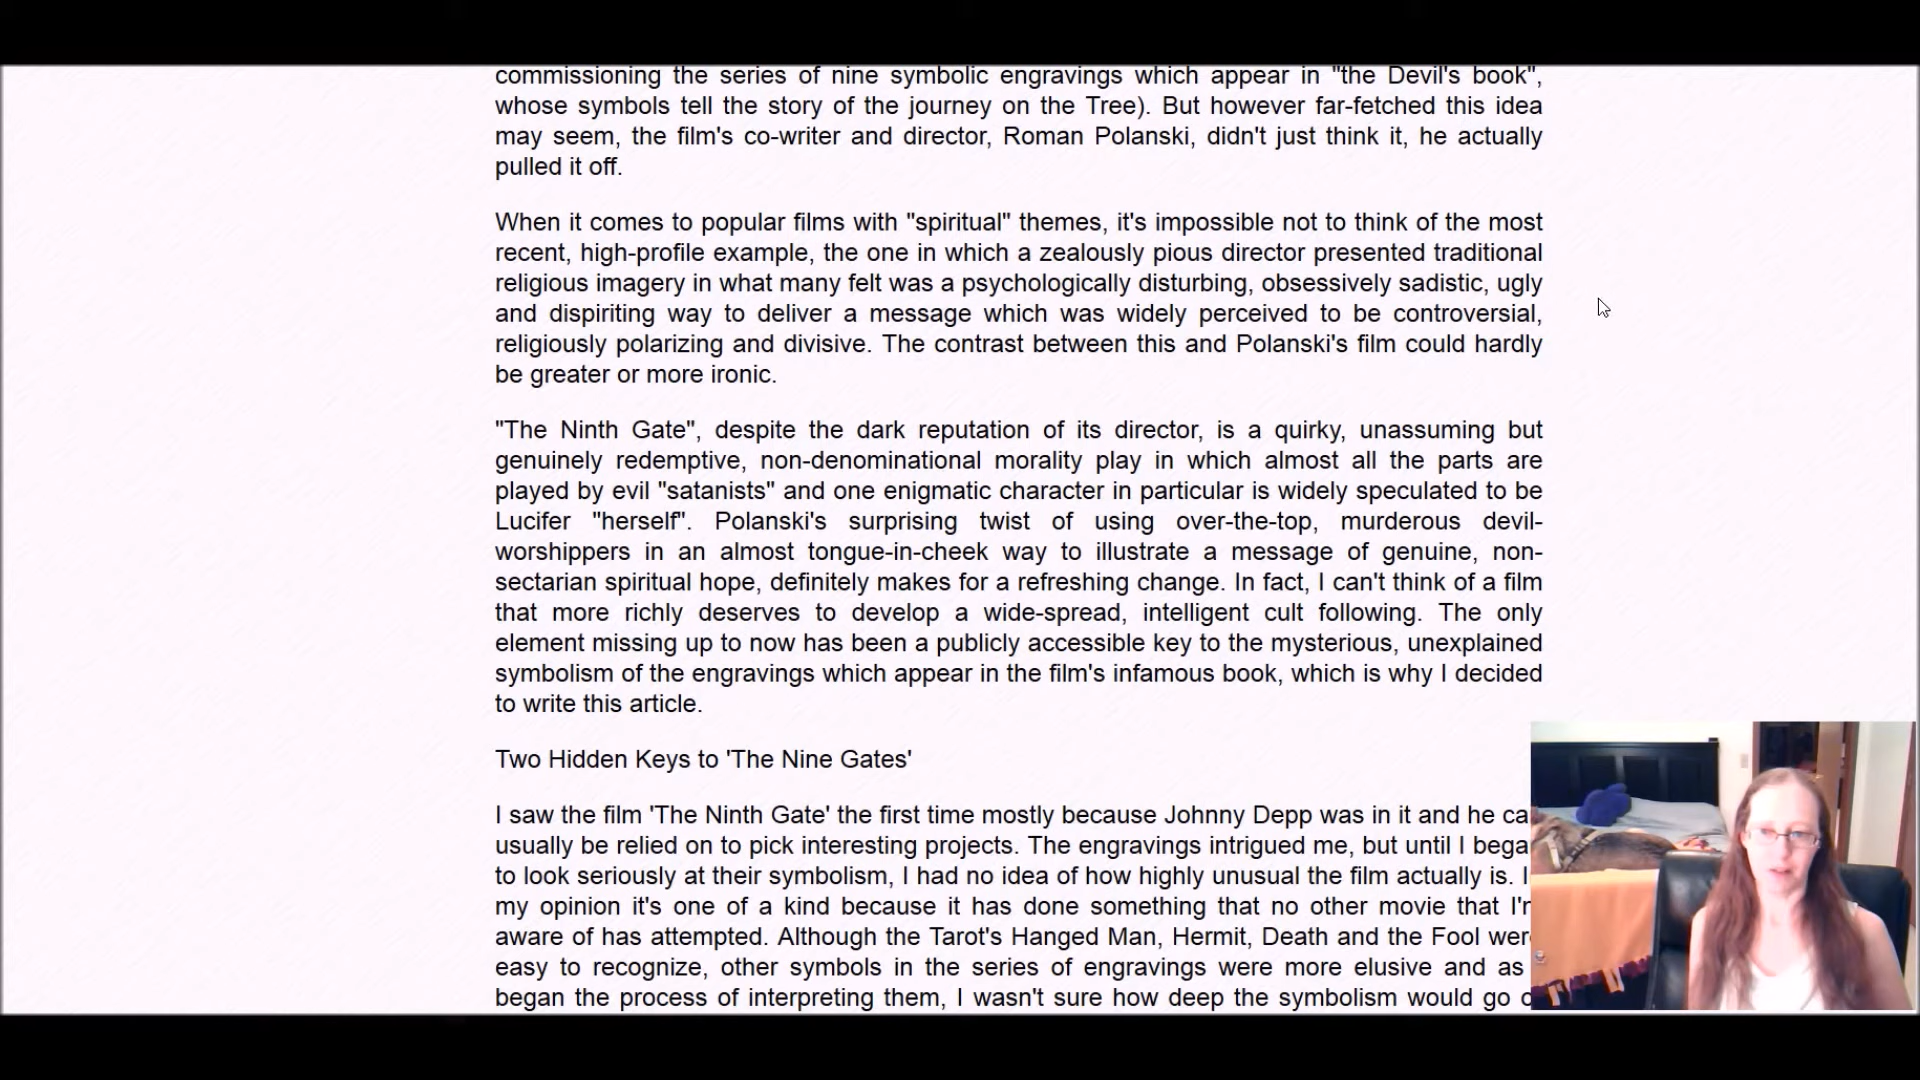 commissioning the series of nine symbolic engravings which appear in "the Devil's book",
whose symbols tell the story of the journey on the Tree). But however far-fetched this idea
may seem, the film's co-writer and director, Roman Polanski, didn't just think it, he actually
pulled it off.
When it comes to popular films with "spiritual" themes, it's impossible not to think of the most
recent, high-profile example, the one in which a zealously pious director presented traditional
religious imagery in what many felt was a psychologically disturbing, obsessively sadistic, ugly
and dispiriting way to deliver a message which was widely perceived to be controversial,
religiously polarizing and divisive. The contrast between this and Polanski's film could hardly
be greater or more ironic.
"The Ninth Gate", despite the dark reputation of its director, is a quirky, unassuming but
genuinely redemptive, non-denominational morality play in which almost all the parts are
played by evil "satanists" and one enigmatic character in particular is widely speculated to be
Lucifer "herself". Polanski's surprising twist of using over-the-top, murderous devil-
worshippers in an almost tongue-in-cheek way to illustrate a message of genuine, non-
sectarian spiritual hope, definitely makes for a refreshing change. In fact, I can't think of a film
that more richly deserves to develop a wide-spread, intelligent cult following. The only
element missing up to now has been a publicly accessible key to the mysterious, unexplained
symbolism of the engravings which appear in the film's infamous book, which is why I decided
to write this article.
Two Hidden Keys to 'The Nine Gates'
I saw the film 'The Ninth Gate' the first time mostly because Johnny Depp was in it and he ca
usually be relied on to pick interesting projects. The engravings intrigued me, but until I bega
to look seriously at their symbolism, I had no idea of how highly unusual the film actually is. I
my opinion it's one of a kind because it has done something that no other movie that I'
aware of has attempted. Although the Tarot's Hanged Man, Hermit, Death and the Fool wer
easy to recognize, other symbols in the series of engravings were more elusive and as
began the process of interpreting them, I wasn't sure how deep the symbolism would go